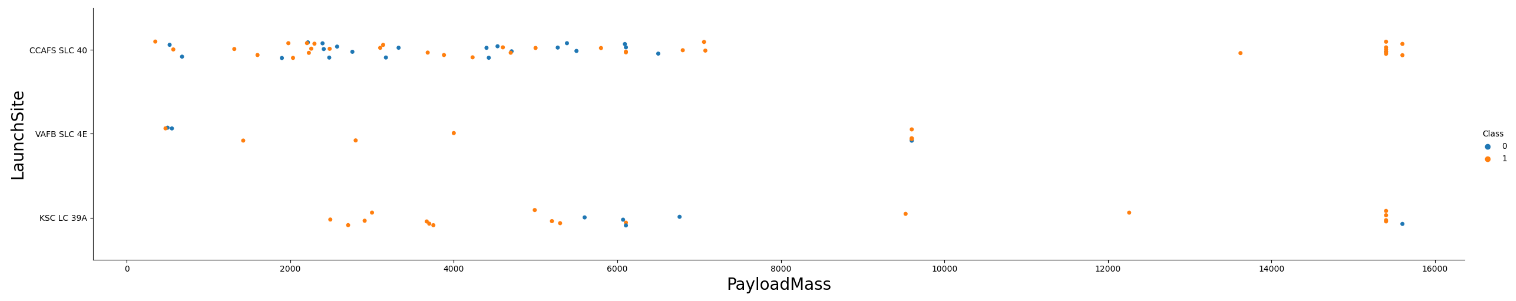 LaunchSite
CCAFS SLC 40
VAFB SLC 4E
KSC LC 39A
0 2000 4000 6000 8000 10000 12000 14000 16000
PayloadMass
Class
0
1